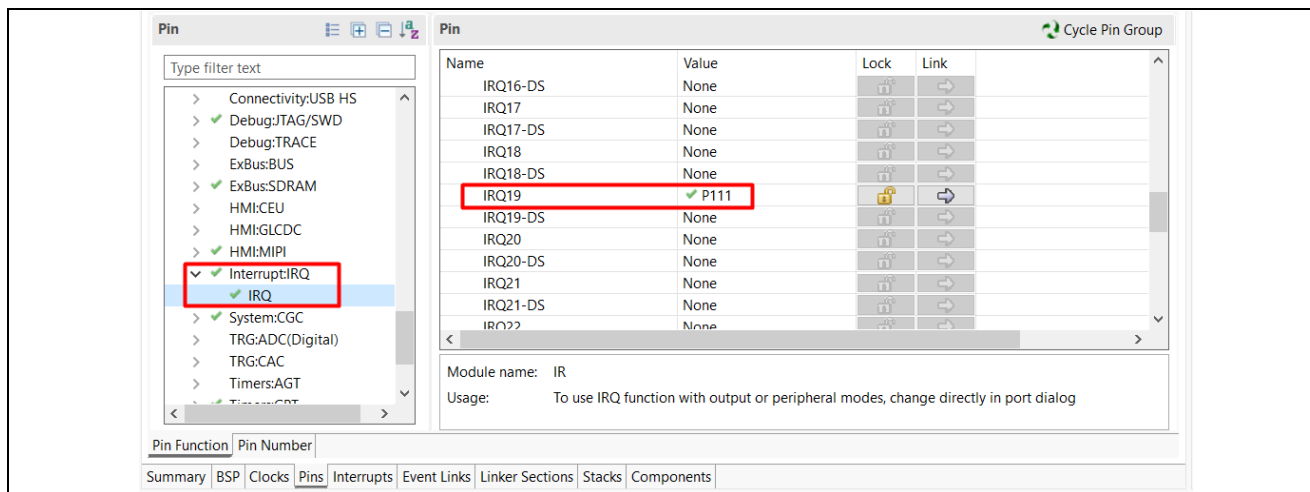 Pin
Type filter text
Connectivity:USB HS
Debug:JTAG/SWD
Debug:TRACE
ExBus:BUS
ExBus:SDRAM
HMI:CEU
HMI:GLCDC
HMI:MIPI
Interrupt:IRQ
IRQ
System:CGC
TRG:ADC(Digital)
TRG:CAC
Timers:AGT
Timers:GPT
Pin Cycle Pin Group
Name Value Lock Link
IRQ16-DS None
IRQ17 None
IRQ17-DS None
IRQ18 None
IRQ18-DS None
IRQ19 P111
IRQ19-DS None
IRQ20 None
IRQ20-DS None
IRQ21 None
IRQ21-DS None
IRQ22 None
Module name: IR
Usage: To use IRQ function with output or peripheral modes, change directly in port dialog
Pin Function Pin Number
Summary BSP Clocks Pins Interrupts Event Links Linker Sections Stacks Components